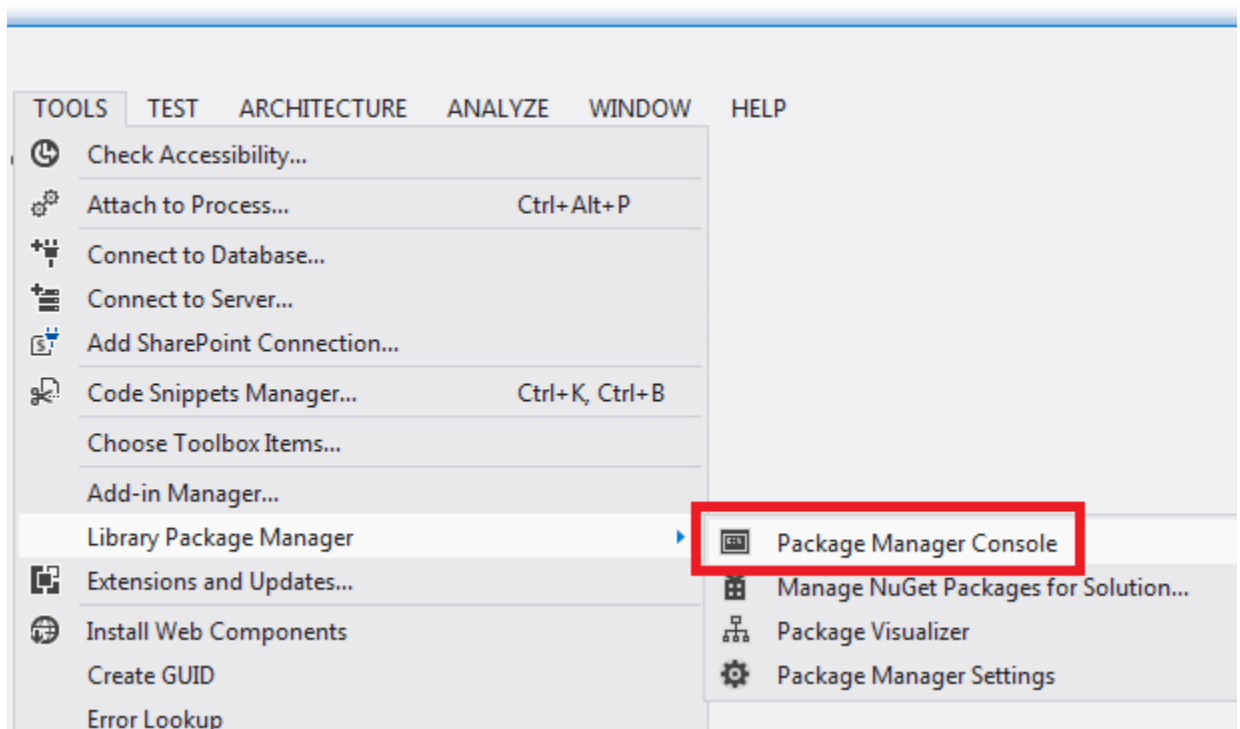 TOOLS TEST ARCHITECTURE ANALYZE WINDOW HELP
Check Accessibility...
Attach to Process... Ctrl+Alt+P
Connect to Database...
Connect to Server...
Add SharePoint Connection...
Code Snippets Manager... Ctrl+K, Ctrl+B
Choose Toolbox Items...
Add-in Manager...
Library Package Manager
Extensions and Updates...
Install Web Components
Create GUID
Error Lookup
Package Manager Console
Manage NuGet Packages for Solution...
Package Visualizer
Package Manager Settings